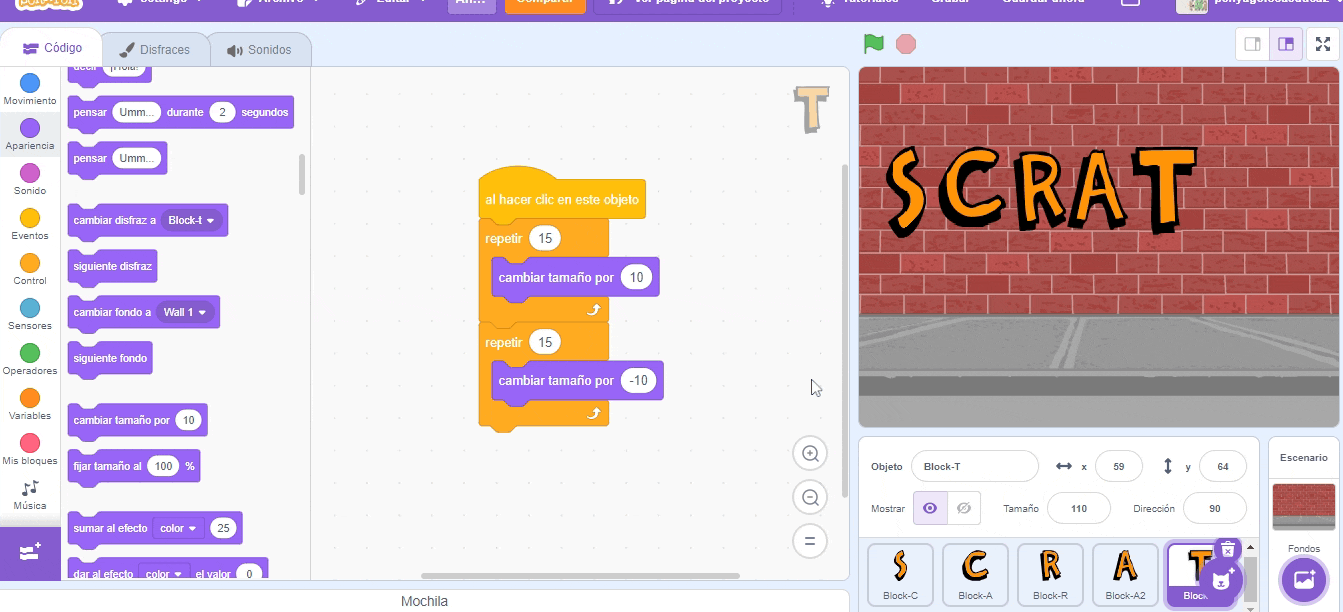 Código
Disfraces
Sonidos
Movimiento
Apariencia
Sonido
Eventos
Control
Sensores
Operadores
Variables
Mis bloques
Música
pensar Umm... durante 2 segundos
pensar Umm...
cambiar disfraz a Block-t
siguiente disfraz
cambiar fondo a Wall 1
siguiente fondo
cambiar tamaño por 10
fijar tamaño al 100 %
sumar al efecto color 25
dar al efecto color el valor 0
T
al hacer clic en este objeto
repetir 15
cambiar tamaño por 10
repetir 15
cambiar tamaño por -10
Mochila
SCRAT
Objeto Block-T x 59 y 64
Mostrar Tamaño 110 Dirección 90
S C R A T
Block-C Block-A Block-R Block-A2
Escenario
Fondos